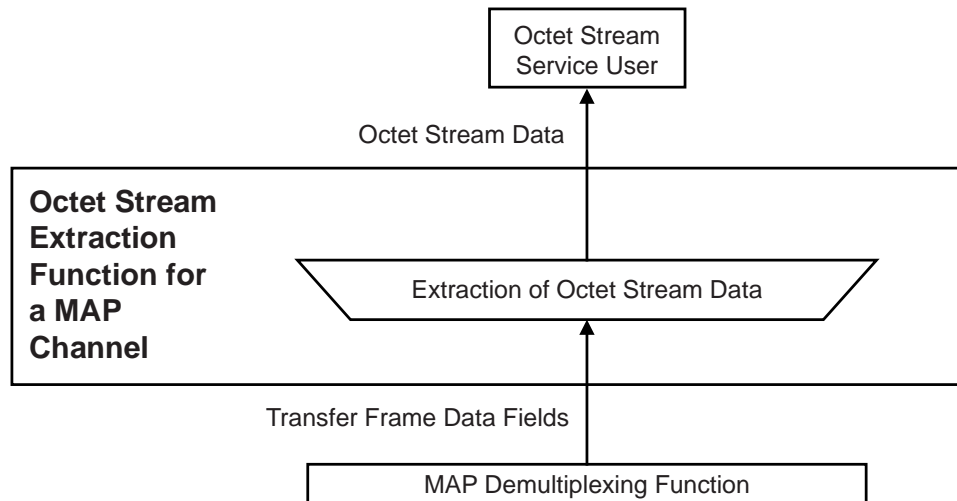 Octet Stream
Service User
Octet Stream Data
Octet Stream
Extraction
Function for
a MAP
Channel
Extraction of Octet Stream Data
Transfer Frame Data Fields
MAP Demultiplexing Function